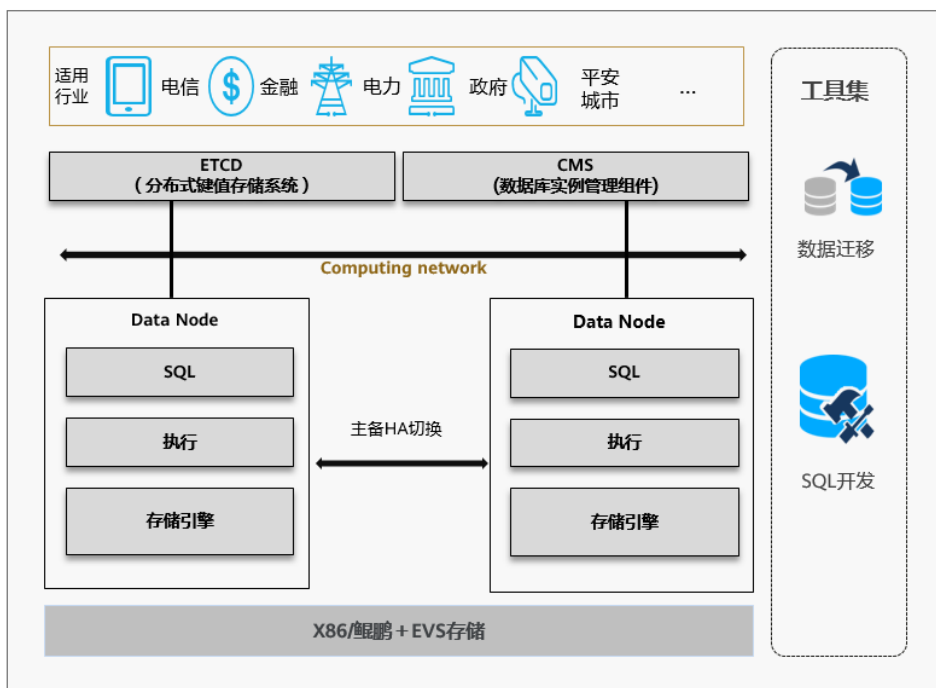 适用
行业
电信
金融
电力
政府
平安
城市
...
工具集
ETCD
（分布式键值存储系统）
CMS
(数据库实例管理组件)
数据迁移
Computing network
Data Node
SQL
执行
存储引擎
主备HA切换
Data Node
SQL
执行
存储引擎
SQL开发
X86/鲲鹏＋EVS存储